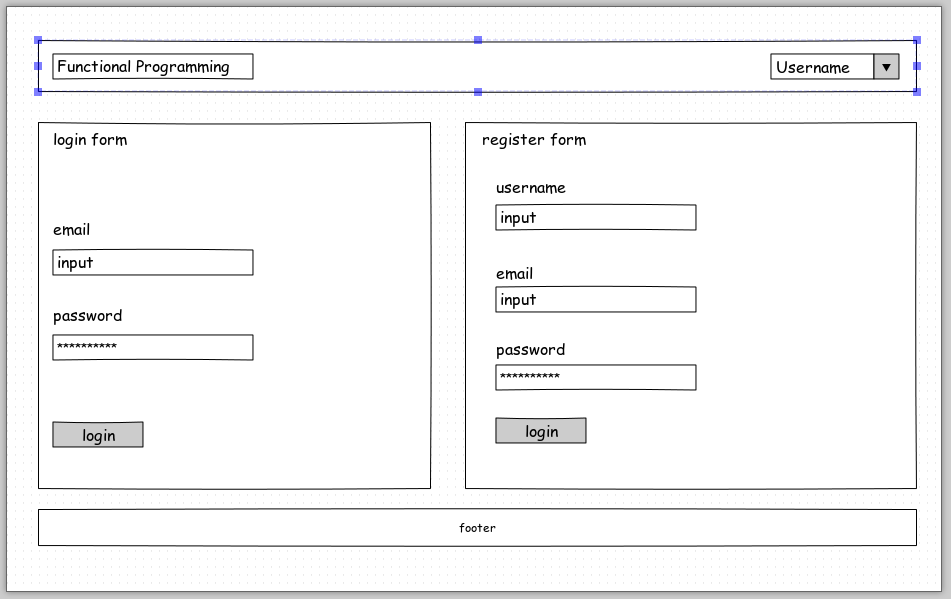 Functional Programming
Username
login form
email
input
password
**********
login
register form
username
input
email
input
password
**********
login
footer